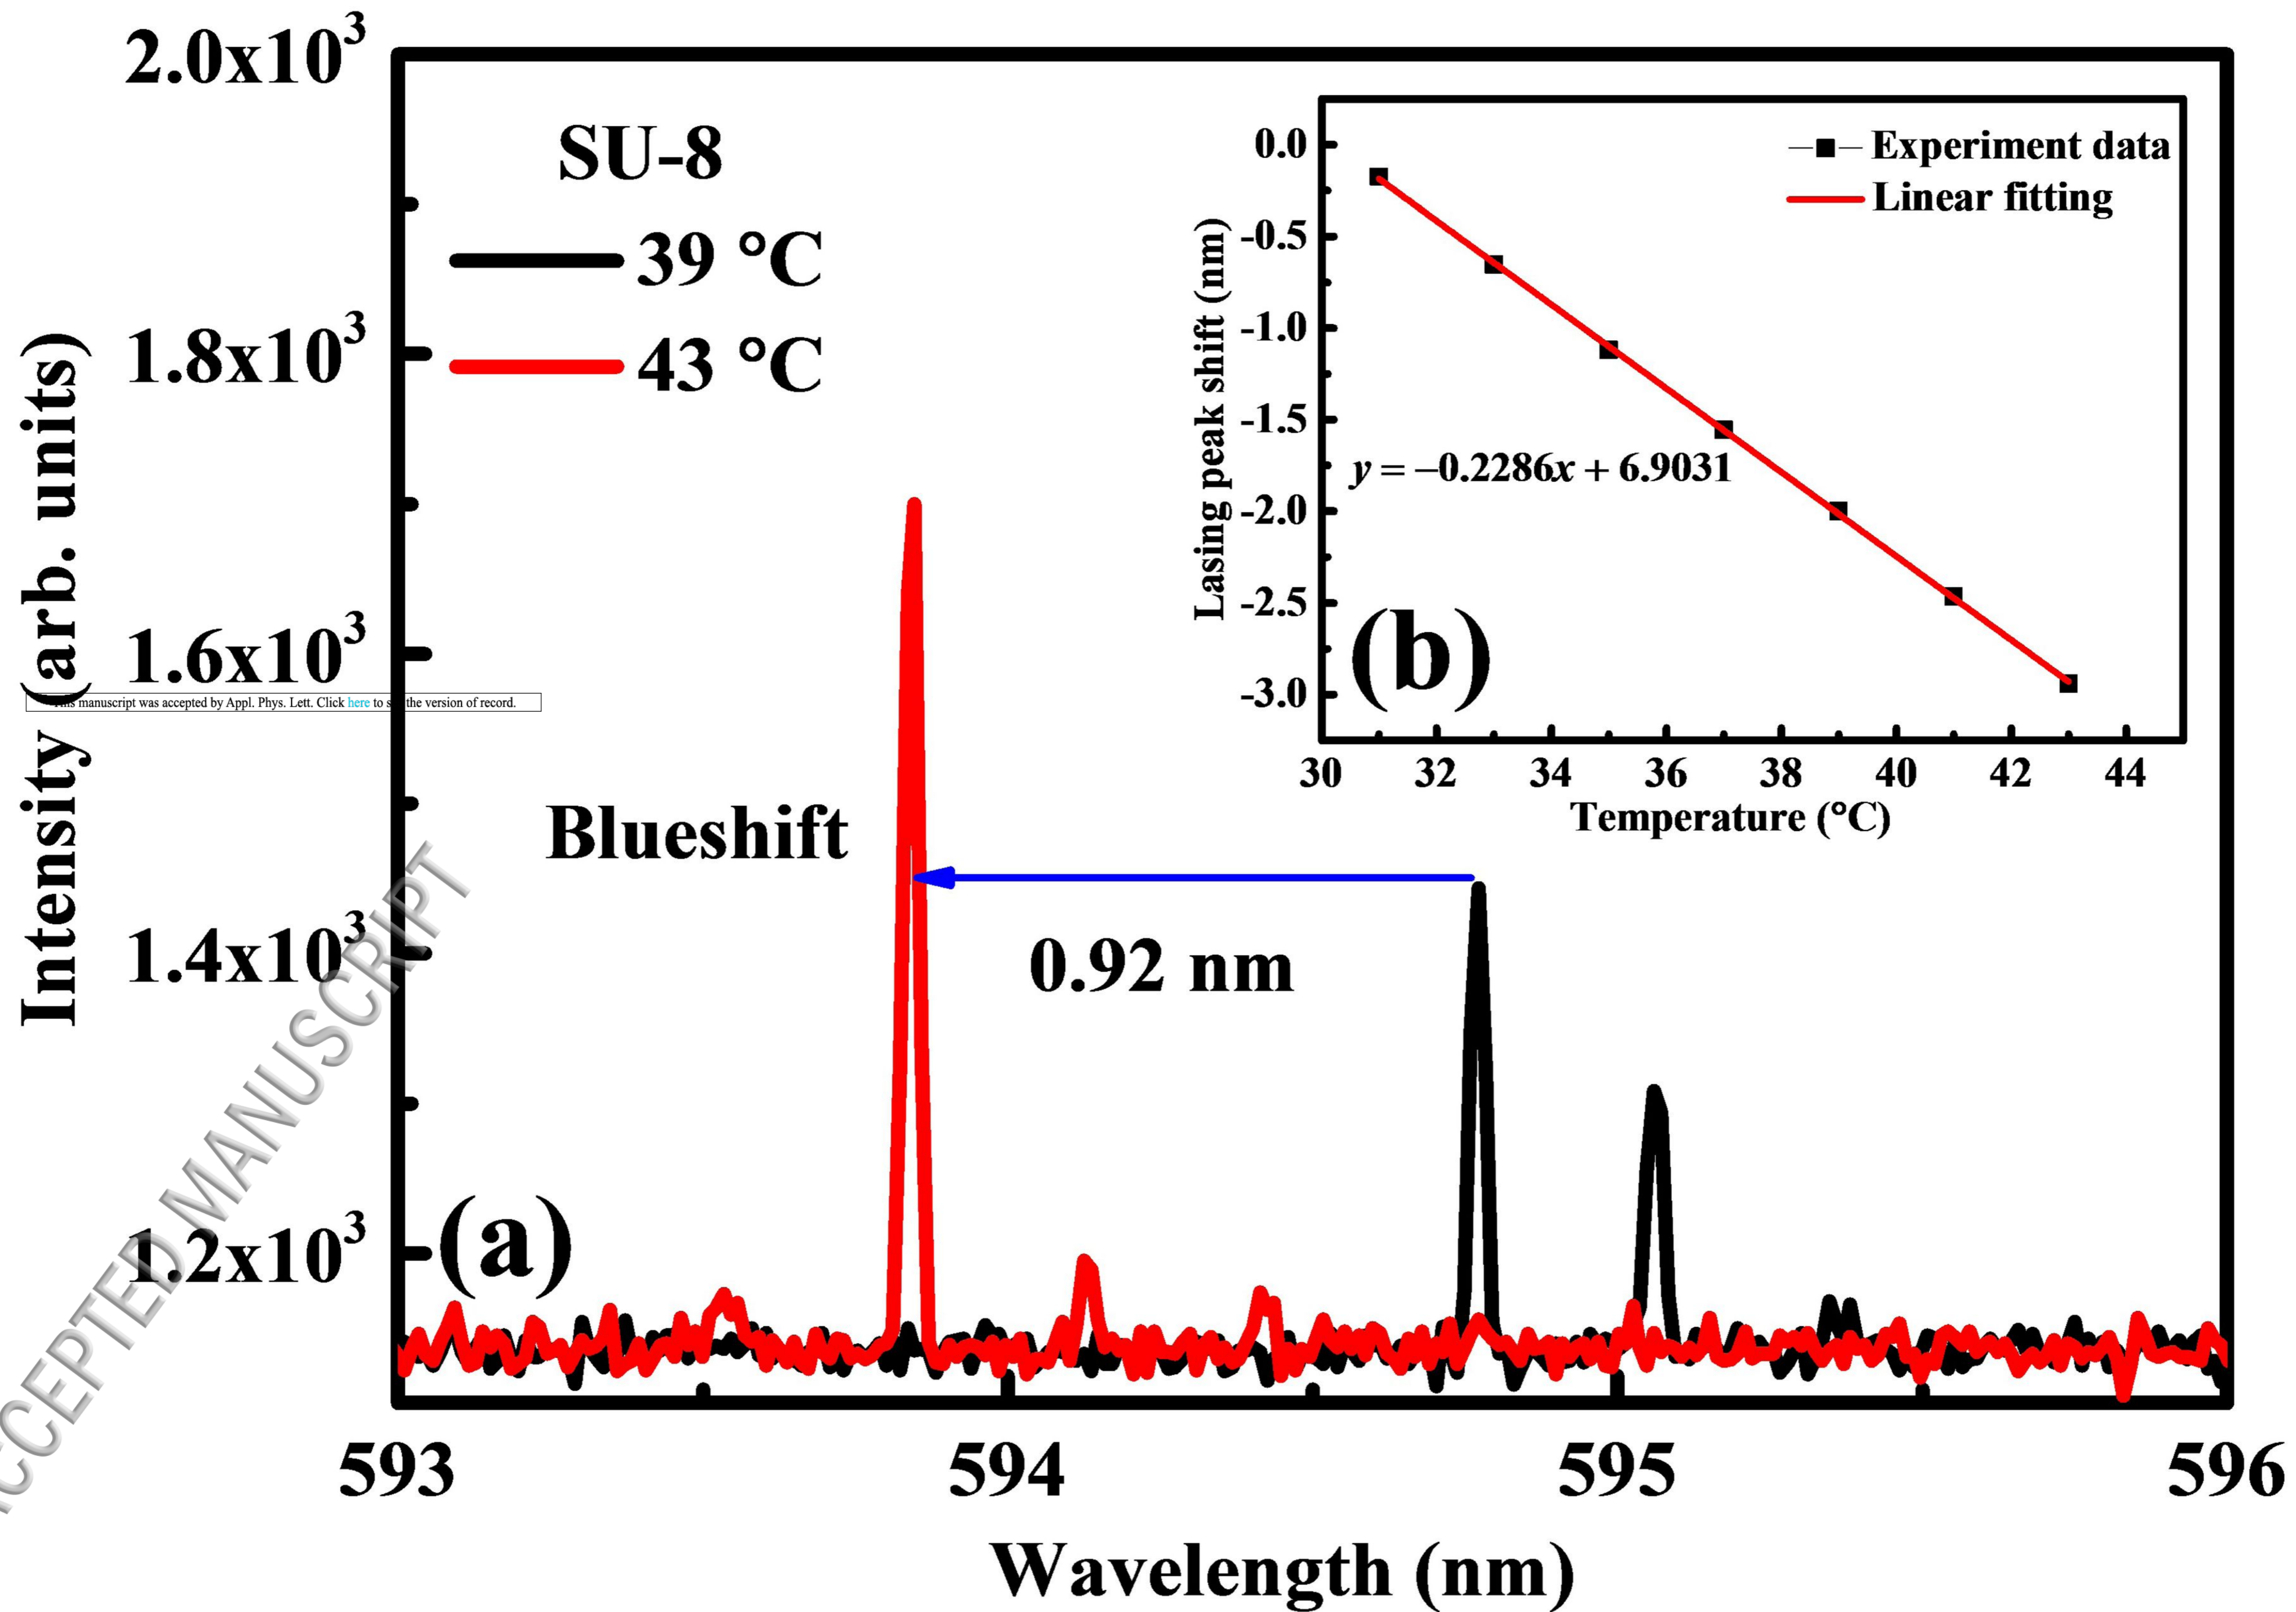 2.0x10³
1.8x10³
1.6x10³
1.4x10³
1.2x10³
Intensity (arb. units)
SU-8
39 °C
43 °C
Blueshift
0.92 nm
(a)
593
594
595
596
Wavelength (nm)
Experiment data
Linear fitting
0.0
-0.5
-1.0
-1.5
-2.0
-2.5
-3.0
Lasing peak shift (nm)
y = −0.2286x + 6.9031
(b)
30
32
34
36
38
40
42
44
Temperature (°C)
manuscript was accepted by Appl. Phys. Lett. Click here to the version of record.
ACCEPTED MANUSCRIPT